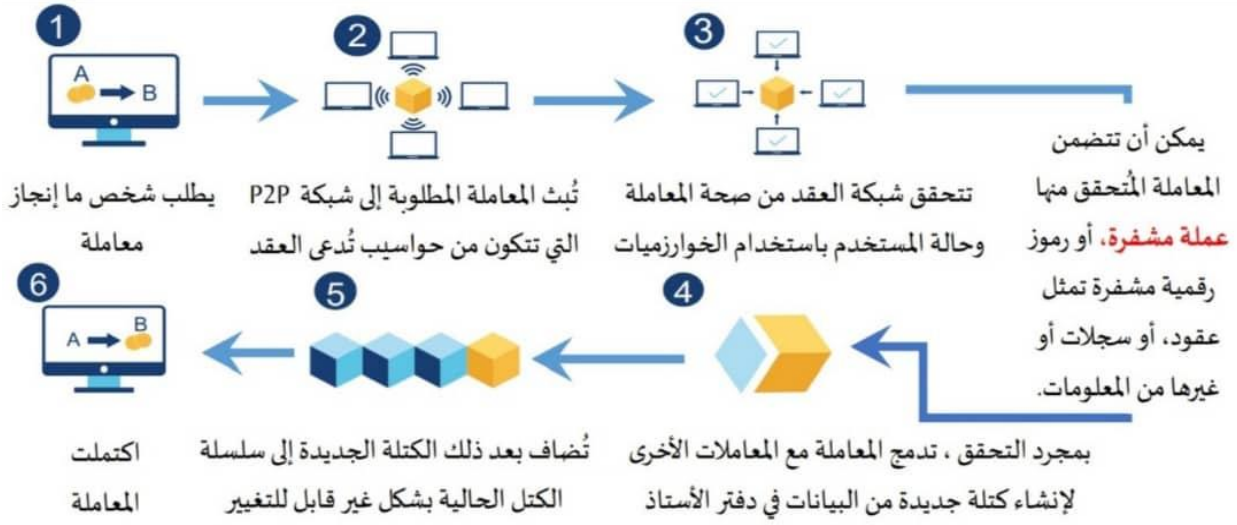 1
A
B
يطلب شخص ما إنجاز
معاملة
2
تُبث المعاملة المطلوبة إلى شبكة P2P
التي تتكون من حواسيب تُدعى العقد
3
تتحقق شبكة العقد من صحة المعاملة
وحالة المستخدم باستخدام الخوارزميات
يمكن أن تتضمن
المعاملة المُتحقق منها
عملة مشفرة، أو رموز
رقمية مشفرة تمثل
عقود، أو سجلات أو
غيرها من المعلومات.
4
بمجرد التحقق ، تدمج المعاملة مع المعاملات الأخرى
لإنشاء كتلة جديدة من البيانات في دفتر الأستاذ
5
تُضاف بعد ذلك الكتلة الجديدة إلى سلسلة
الكتل الحالية بشكل غير قابل للتغيير
6
A
B
اكتملت
المعاملة